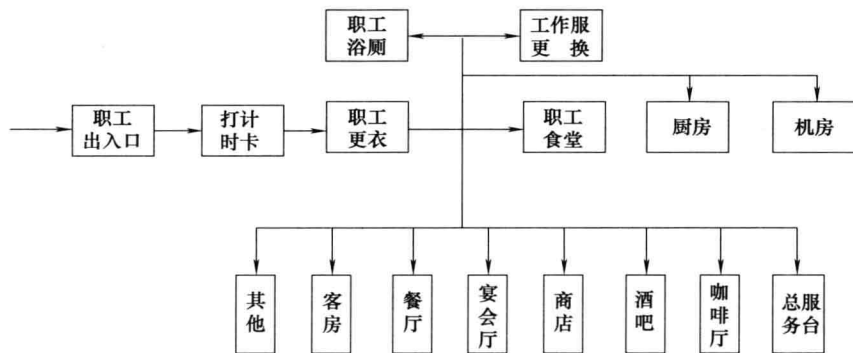 职工
浴厕
工作服
更 换
职工
出入口
打计
时卡
职工
更衣
职工
食堂
厨房
机房
其他
客房
餐厅
宴会厅
商店
酒吧
咖啡厅
总服
务台